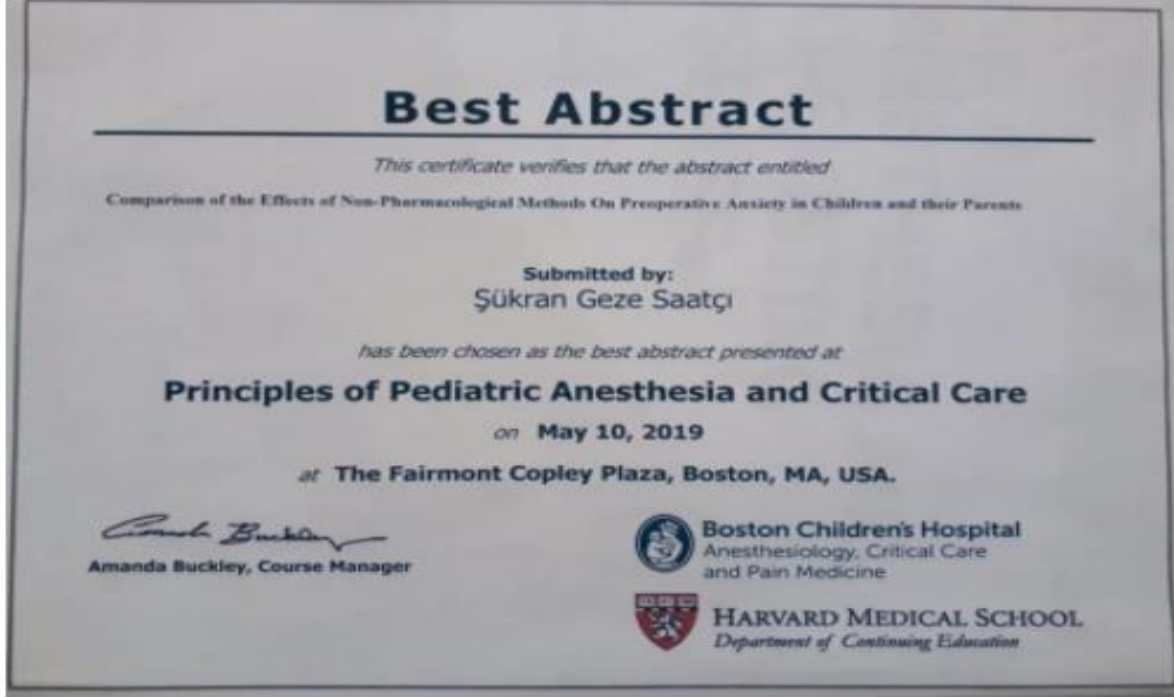 Best Abstract
This certificate verifies that the abstract entitled
Comparison of the Effects of Non-Pharmacological Methods On Preoperative Anxiety in Children and their Parents
Submitted by:
Şükran Geze Saatçı
has been chosen as the best abstract presented at
Principles of Pediatric Anesthesia and Critical Care
on May 10, 2019
at The Fairmont Copley Plaza, Boston, MA, USA.
Amanda Buckley, Course Manager
Boston Children's Hospital
Anesthesiology, Critical Care
and Pain Medicine
HARVARD MEDICAL SCHOOL
Department of Continuing Education